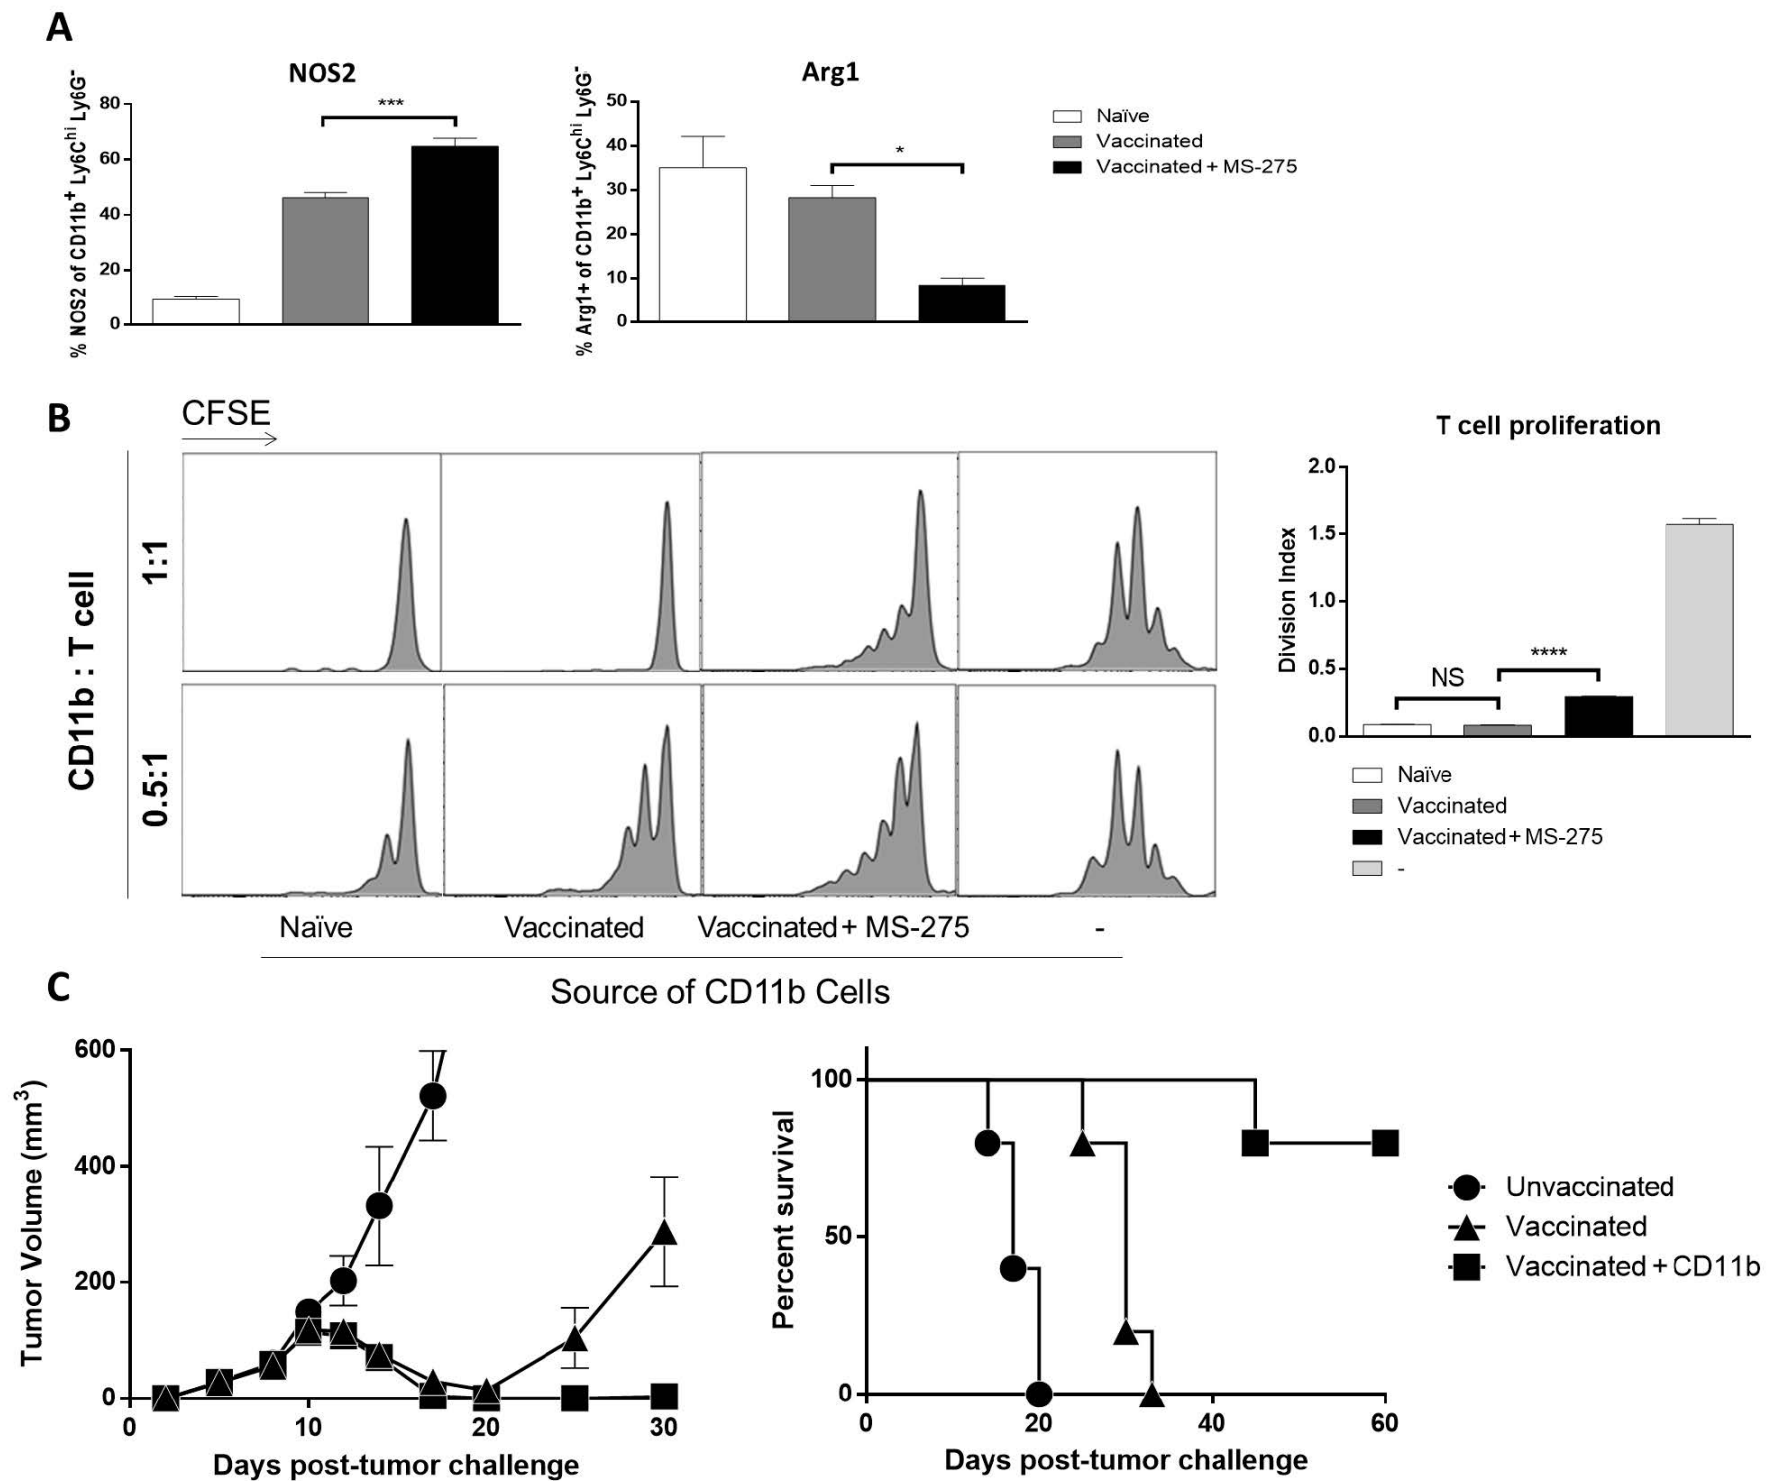 A
NOS2
% NOS2 of CD11b+ Ly6Chi Ly6G-
80
60
40
20
0
***
Arg1
% Arg1+ of CD11b+ Ly6Chi Ly6G-
50
40
30
20
10
0
*
Naïve
Vaccinated
Vaccinated + MS-275
B
CFSE
CD11b : T cell
1:1
0.5:1
Naïve
Vaccinated
Vaccinated + MS-275
-
Source of CD11b Cells
T cell proliferation
Division Index
2.0
1.5
1.0
0.5
0.0
NS
****
Naïve
Vaccinated
Vaccinated + MS-275
-
C
Tumor Volume (mm3)
600
400
200
0
0
10
20
30
Days post-tumor challenge
Percent survival
100
50
0
0
20
40
60
Days post-tumor challenge
Unvaccinated
Vaccinated
Vaccinated + CD11b